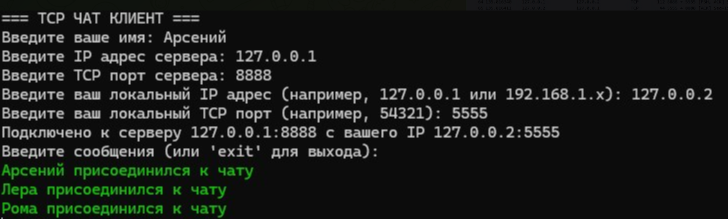 === TCP ЧАТ КЛИЕНТ ===
Введите ваше имя: Арсений
Введите IP адрес сервера: 127.0.0.1
Введите TCP порт сервера: 8888
Введите ваш локальный IP адрес (например, 127.0.0.1 или 192.168.1.x): 127.0.0.2
Введите ваш локальный TCP порт (например, 54321): 5555
Подключено к серверу 127.0.0.1:8888 с вашего IP 127.0.0.2:5555
Введите сообщения (или 'exit' для выхода):
Арсений присоединился к чату
Лера присоединился к чату
Рома присоединился к чату